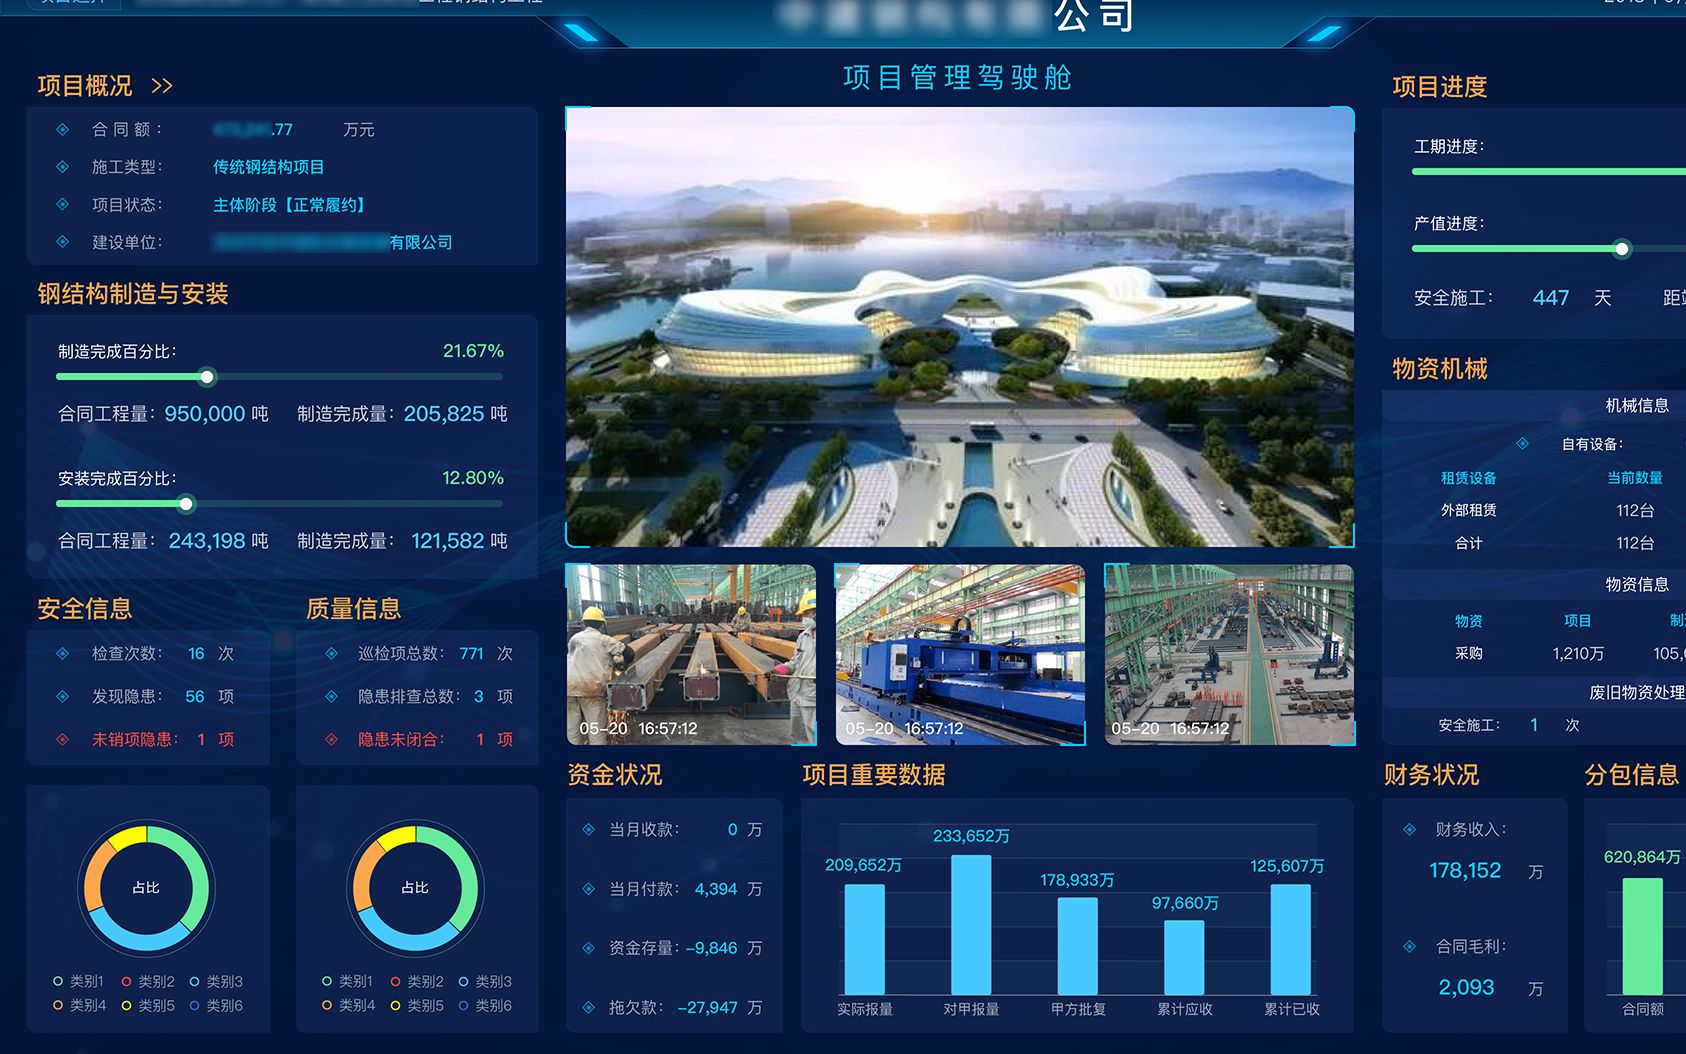 工程钢结构工程
公司
项目管理驾驶舱
项目概况 >>
合同额：
.77 万元
施工类型： 传统钢结构项目
项目状态： 主体阶段【正常履约】
建设单位：
有限公司
钢结构制造与安装
制造完成百分比： 21.67%
合同工程量：950,000 吨 制造完成量：205,825 吨
安装完成百分比： 12.80%
合同工程量： 243,198 吨 制造完成量： 121,582 吨
安全信息
检查次数： 16 次
发现隐患： 56 项
未销项隐患： 1 项
质量信息
巡检项总数： 771 次
隐患排查总数： 3 项
隐患未闭合： 1 项
占比
类别1 类别2 类别3
类别4 类别5 类别6
占比
类别1 类别2 类别3
类别4 类别5 类别6
05-20 16:57:12
05-20 16:57:12
05-20 16:57:12
资金状况
当月收款： 0 万
当月付款： 4,394 万
资金存量：-9,846 万
拖欠款： -27,947 万
项目重要数据
209,652万
233,652万
178,933万
97,660万
125,607万
实际报量 对甲报量 甲方批复 累计应收 累计已收
项目进度
工期进度：
产值进度：
安全施工： 447 天
物资机械
机械信息
自有设备：
租赁设备 当前数量
外部租赁 112台
合计 112台
物资信息
物资 项目
采购 1,210万 105,
废旧物资处理
安全施工： 1 次
财务状况
财务收入：
178,152 万
合同毛利：
2,093 万
分包信息
620,864万
合同额